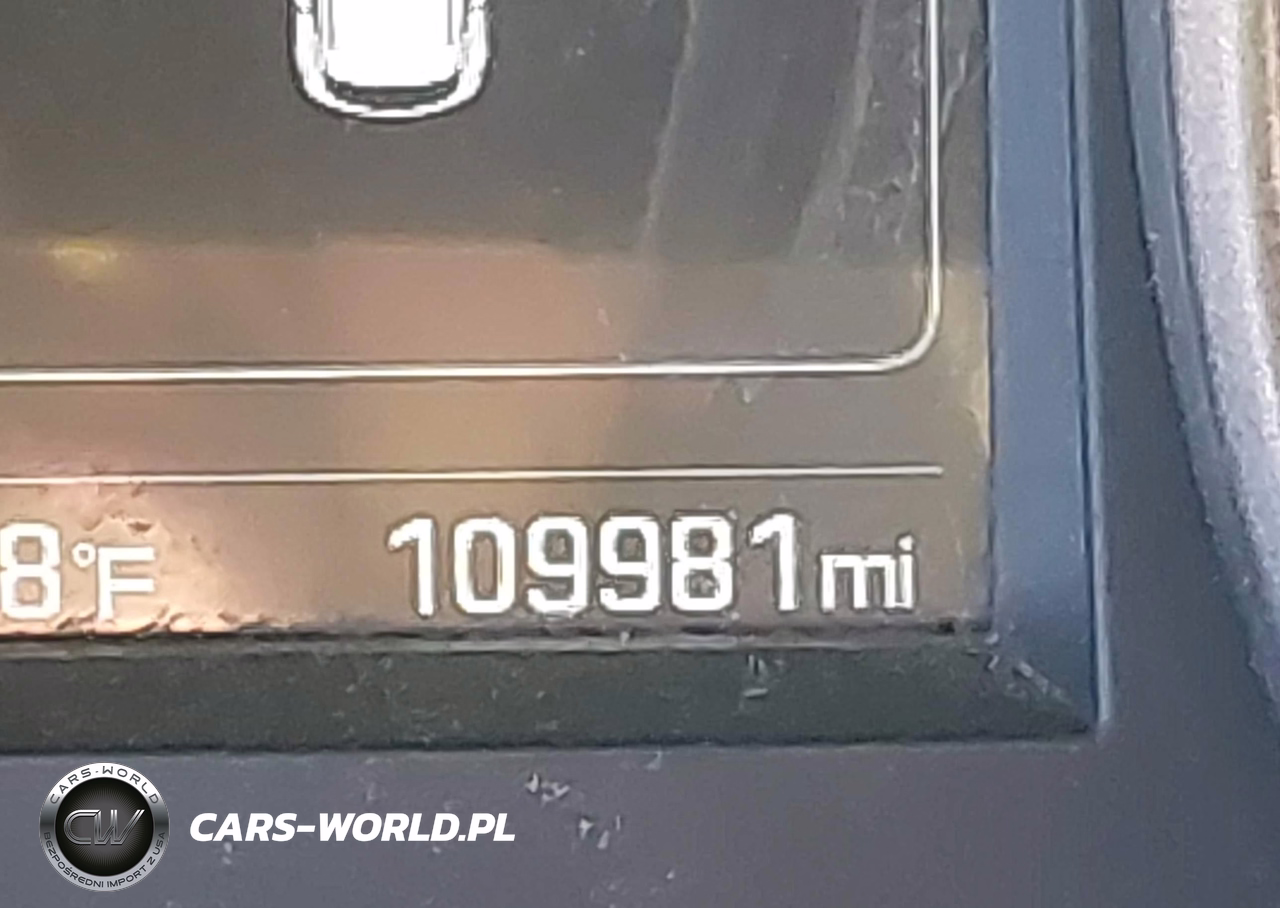 8°F 109981mi
CARS-WORLD
CW
BEZPOŚREDNI IMPORT Z USA
CARS-WORLD.PL